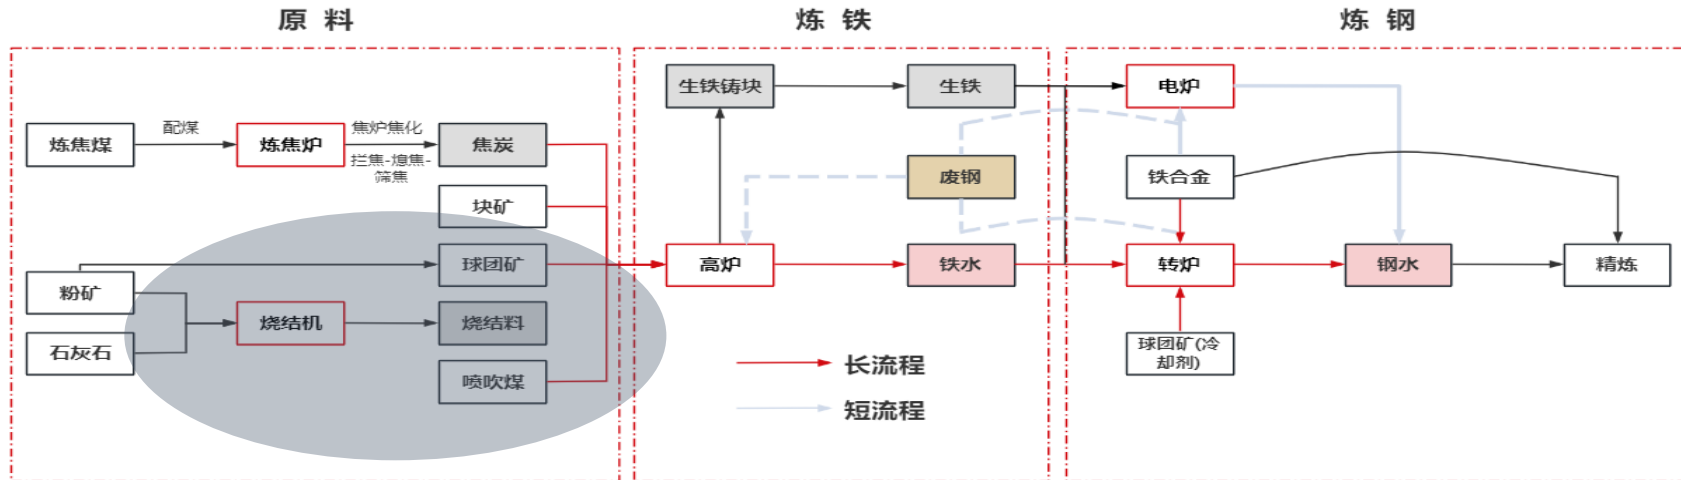 原 料
炼 铁
炼 钢
炼焦煤
配煤
炼焦炉
焦炉焦化
拦焦-熄焦-
筛焦
焦炭
块矿
粉矿
球团矿
石灰石
烧结机
烧结料
喷吹煤
生铁铸块
生铁
废钢
高炉
铁水
长流程
短流程
电炉
铁合金
转炉
钢水
精炼
球团矿(冷
却剂)